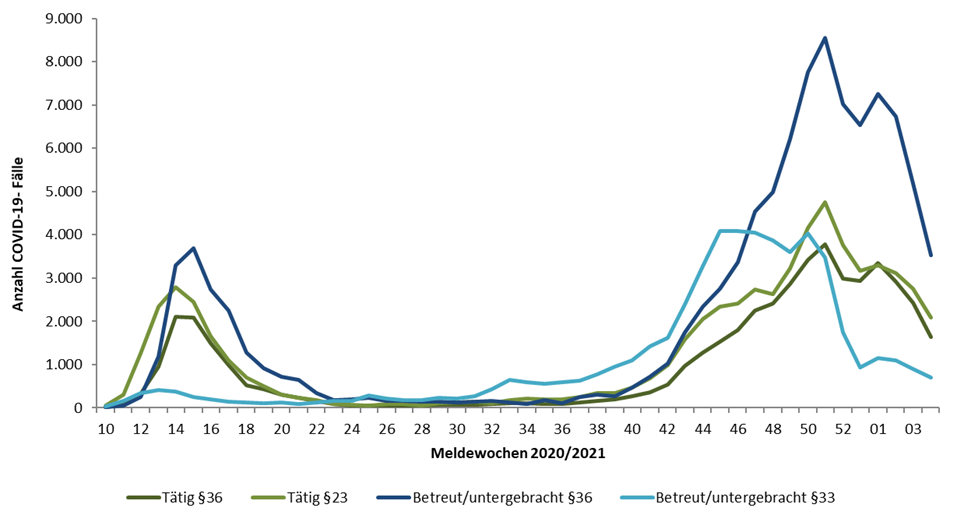 9.000
8.000
7.000
6.000
5.000
4.000
3.000
2.000
1.000
0
Anzahl COVID-19- Fälle
10 12 14 16 18 20 22 24 26 28 30 32 34 36 38 40 42 44 46 48 50 52 01 03
Meldewochen 2020/2021
Tätig §36 Tätig §23 Betreut/untergebracht §36 Betreut/untergebracht §33